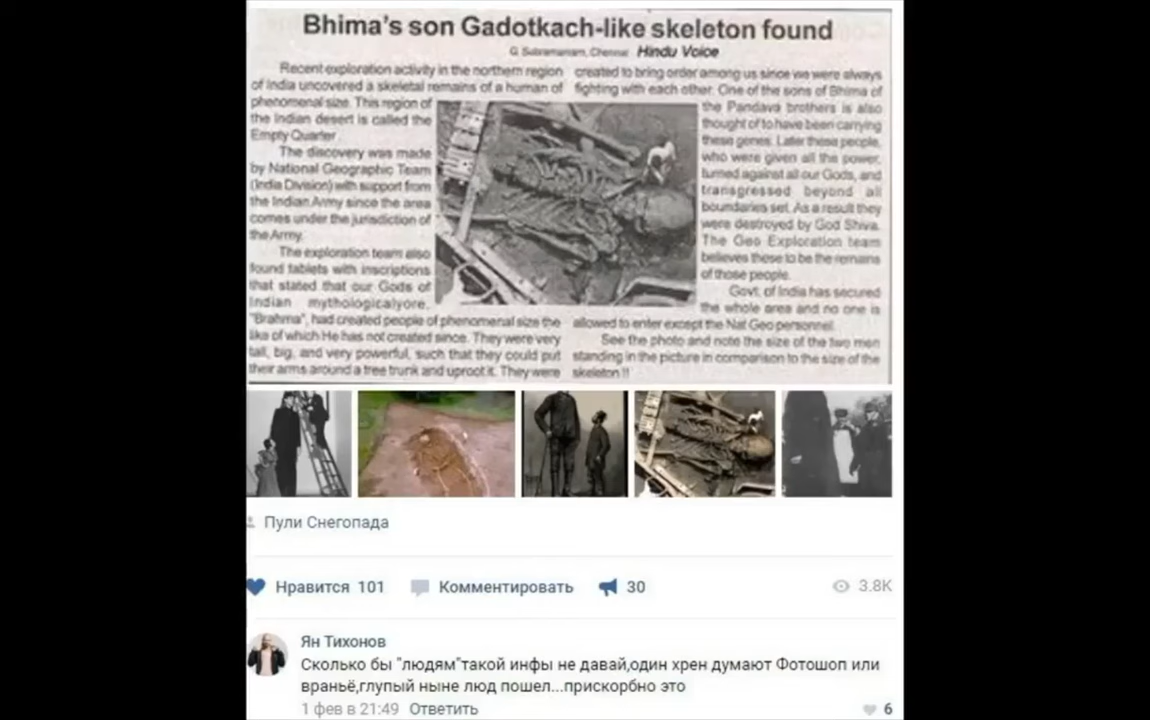 Bhima's son Gadotkach-like skeleton found
G. Subramaniam, Chennai Hindu Voice
Recent exploration activity in the northern region
of India uncovered a skeletal remains of a human of
phenomenal size. This region of
the Indian desert is called the
Empty Quarter.
The discovery was made
by National Geographic Team
(India Division) with support from
the Indian Army since the area
comes under the jurisdiction of
the Army.
The exploration team also
found tablets with inscriptions
that stated that our Gods of
Indian mythologicalyore,
"Brahma", had created people of phenomenal size the
like of which He has not created since. They were very
tall, big, and very powerful, such that they could put
their arms around a tree trunk and uproot it. They were
created to bring order among us since we were always
fighting with each other. One of the sons of Bhima of
the Pandava brothers is also
thought of to have been carrying
these genes. Later these people,
who were given all the power,
turned against all our Gods, and
transgressed beyond all
boundaries set. As a result they
were destroyed by God Shiva.
The Geo Exploration team
believes these to be the remains
of those people.
Govt. of India has secured
the whole area and no one is
allowed to enter except the Nat Geo personnel.
See the photo and note the size of the two men
standing in the picture in comparison to the size of the
skeleton !!
Пули Снегопада
Нравится 101 Комментировать 30 3.8K
Ян Тихонов
Сколько бы "людям"такой инфы не давай,один хрен думают Фотошоп или
враньё,глупый ныне люд пошел...прискорбно это
1 фев в 21:49 Ответить 6